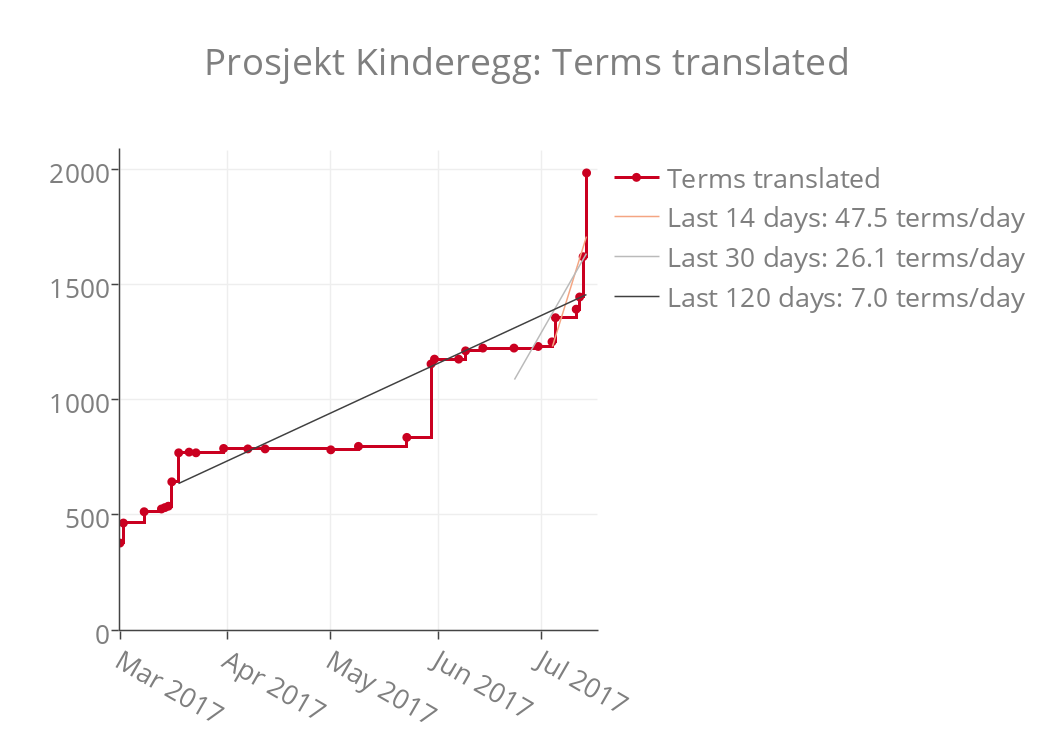 Prosjekt Kinderegg: Terms translated
2000
1500
1000
500
0
Mar 2017
Apr 2017
May 2017
Jun 2017
Jul 2017
Terms translated
Last 14 days: 47.5 terms/day
Last 30 days: 26.1 terms/day
Last 120 days: 7.0 terms/day